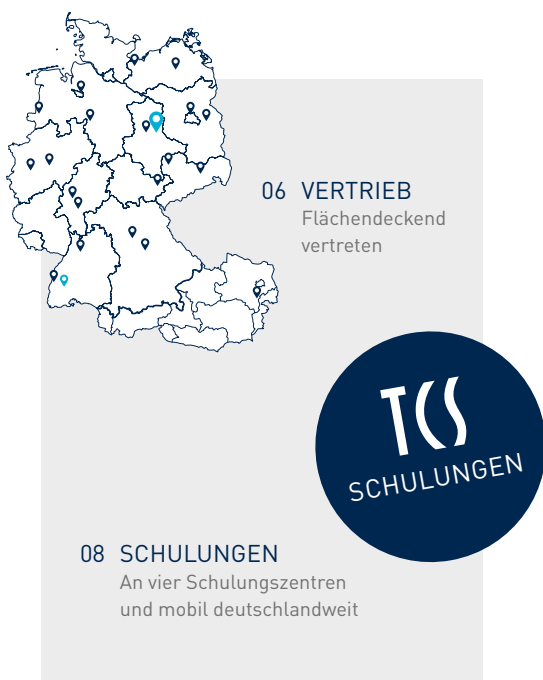 06 VERTRIEB
Flächendeckend
vertreten
TCS
SCHULUNGEN
08 SCHULUNGEN
An vier Schulungszentren
und mobil deutschlandweit